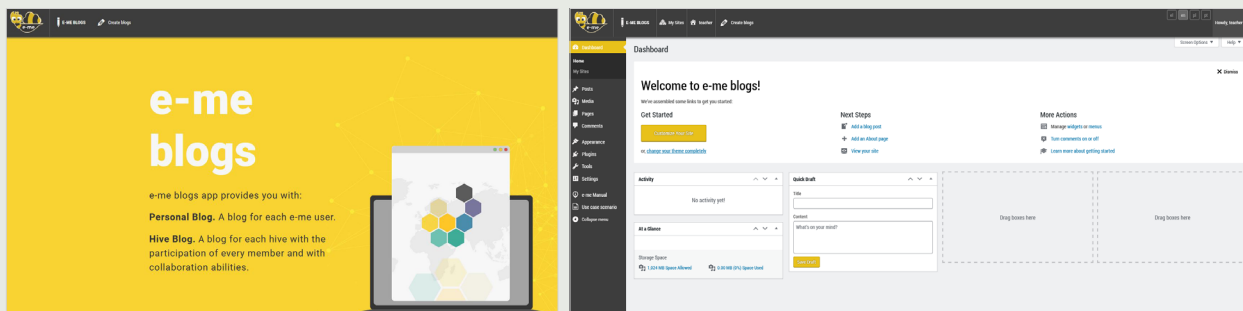 e-me
E-ME BLOGS
Create blogs
e-me
blogs
e-me blogs app provides you with:
Personal Blog. A blog for each e-me user.
Hive Blog. A blog for each hive with the
participation of every member and with
collaboration abilities.
e-me
E-ME BLOGS
My Sites
teacher
Create blogs
Howdy, teacher
Dashboard
Home
My Sites
Posts
Media
Pages
Comments
Appearance
Plugins
Tools
Settings
e-me Manual
Use case scenario
Collapse menu
Dashboard
Screen Options
Help
Dismiss
Welcome to e-me blogs!
We've assembled some links to get you started:
Get Started
Customize Your Site
or, change your theme completely
Next Steps
Add a blog post
Add an About page
View your site
More Actions
Manage widgets or menus
Turn comments on or off
Learn more about getting started
Activity
No activity yet!
At a Glance
Storage Space
1,024 MB Space Allowed
0.00 MB (0%) Space Used
Quick Draft
Title
Content
What's on your mind?
Save Draft
Drag boxes here
Drag boxes here